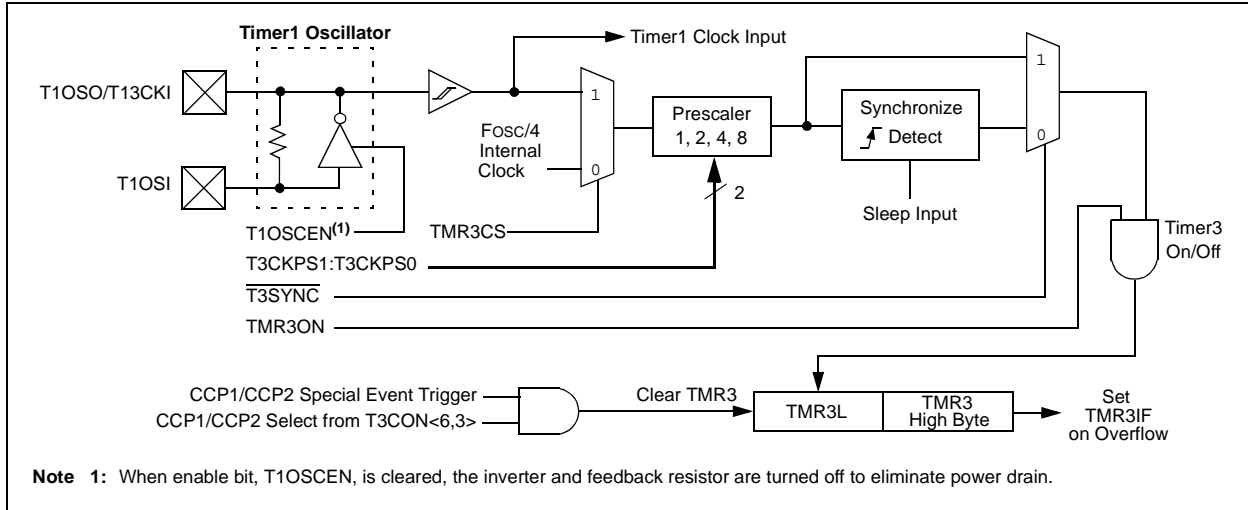 Timer1 Oscillator
Timer1 Clock Input
T1OSO/T13CKI
1
1
Prescaler
1, 2, 4, 8
Synchronize
Detect
FOSC/4
Internal
Clock
0
0
T1OSI
2
Sleep Input
T1OSCEN(1)
TMR3CS
Timer3
On/Off
T3CKPS1:T3CKPS0
T3SYNC
TMR3ON
CCP1/CCP2 Special Event Trigger
CCP1/CCP2 Select from T3CON<6,3>
Clear TMR3
TMR3L
TMR3
High Byte
Set
TMR3IF
on Overflow
Note 1: When enable bit, T1OSCEN, is cleared, the inverter and feedback resistor are turned off to eliminate power drain.